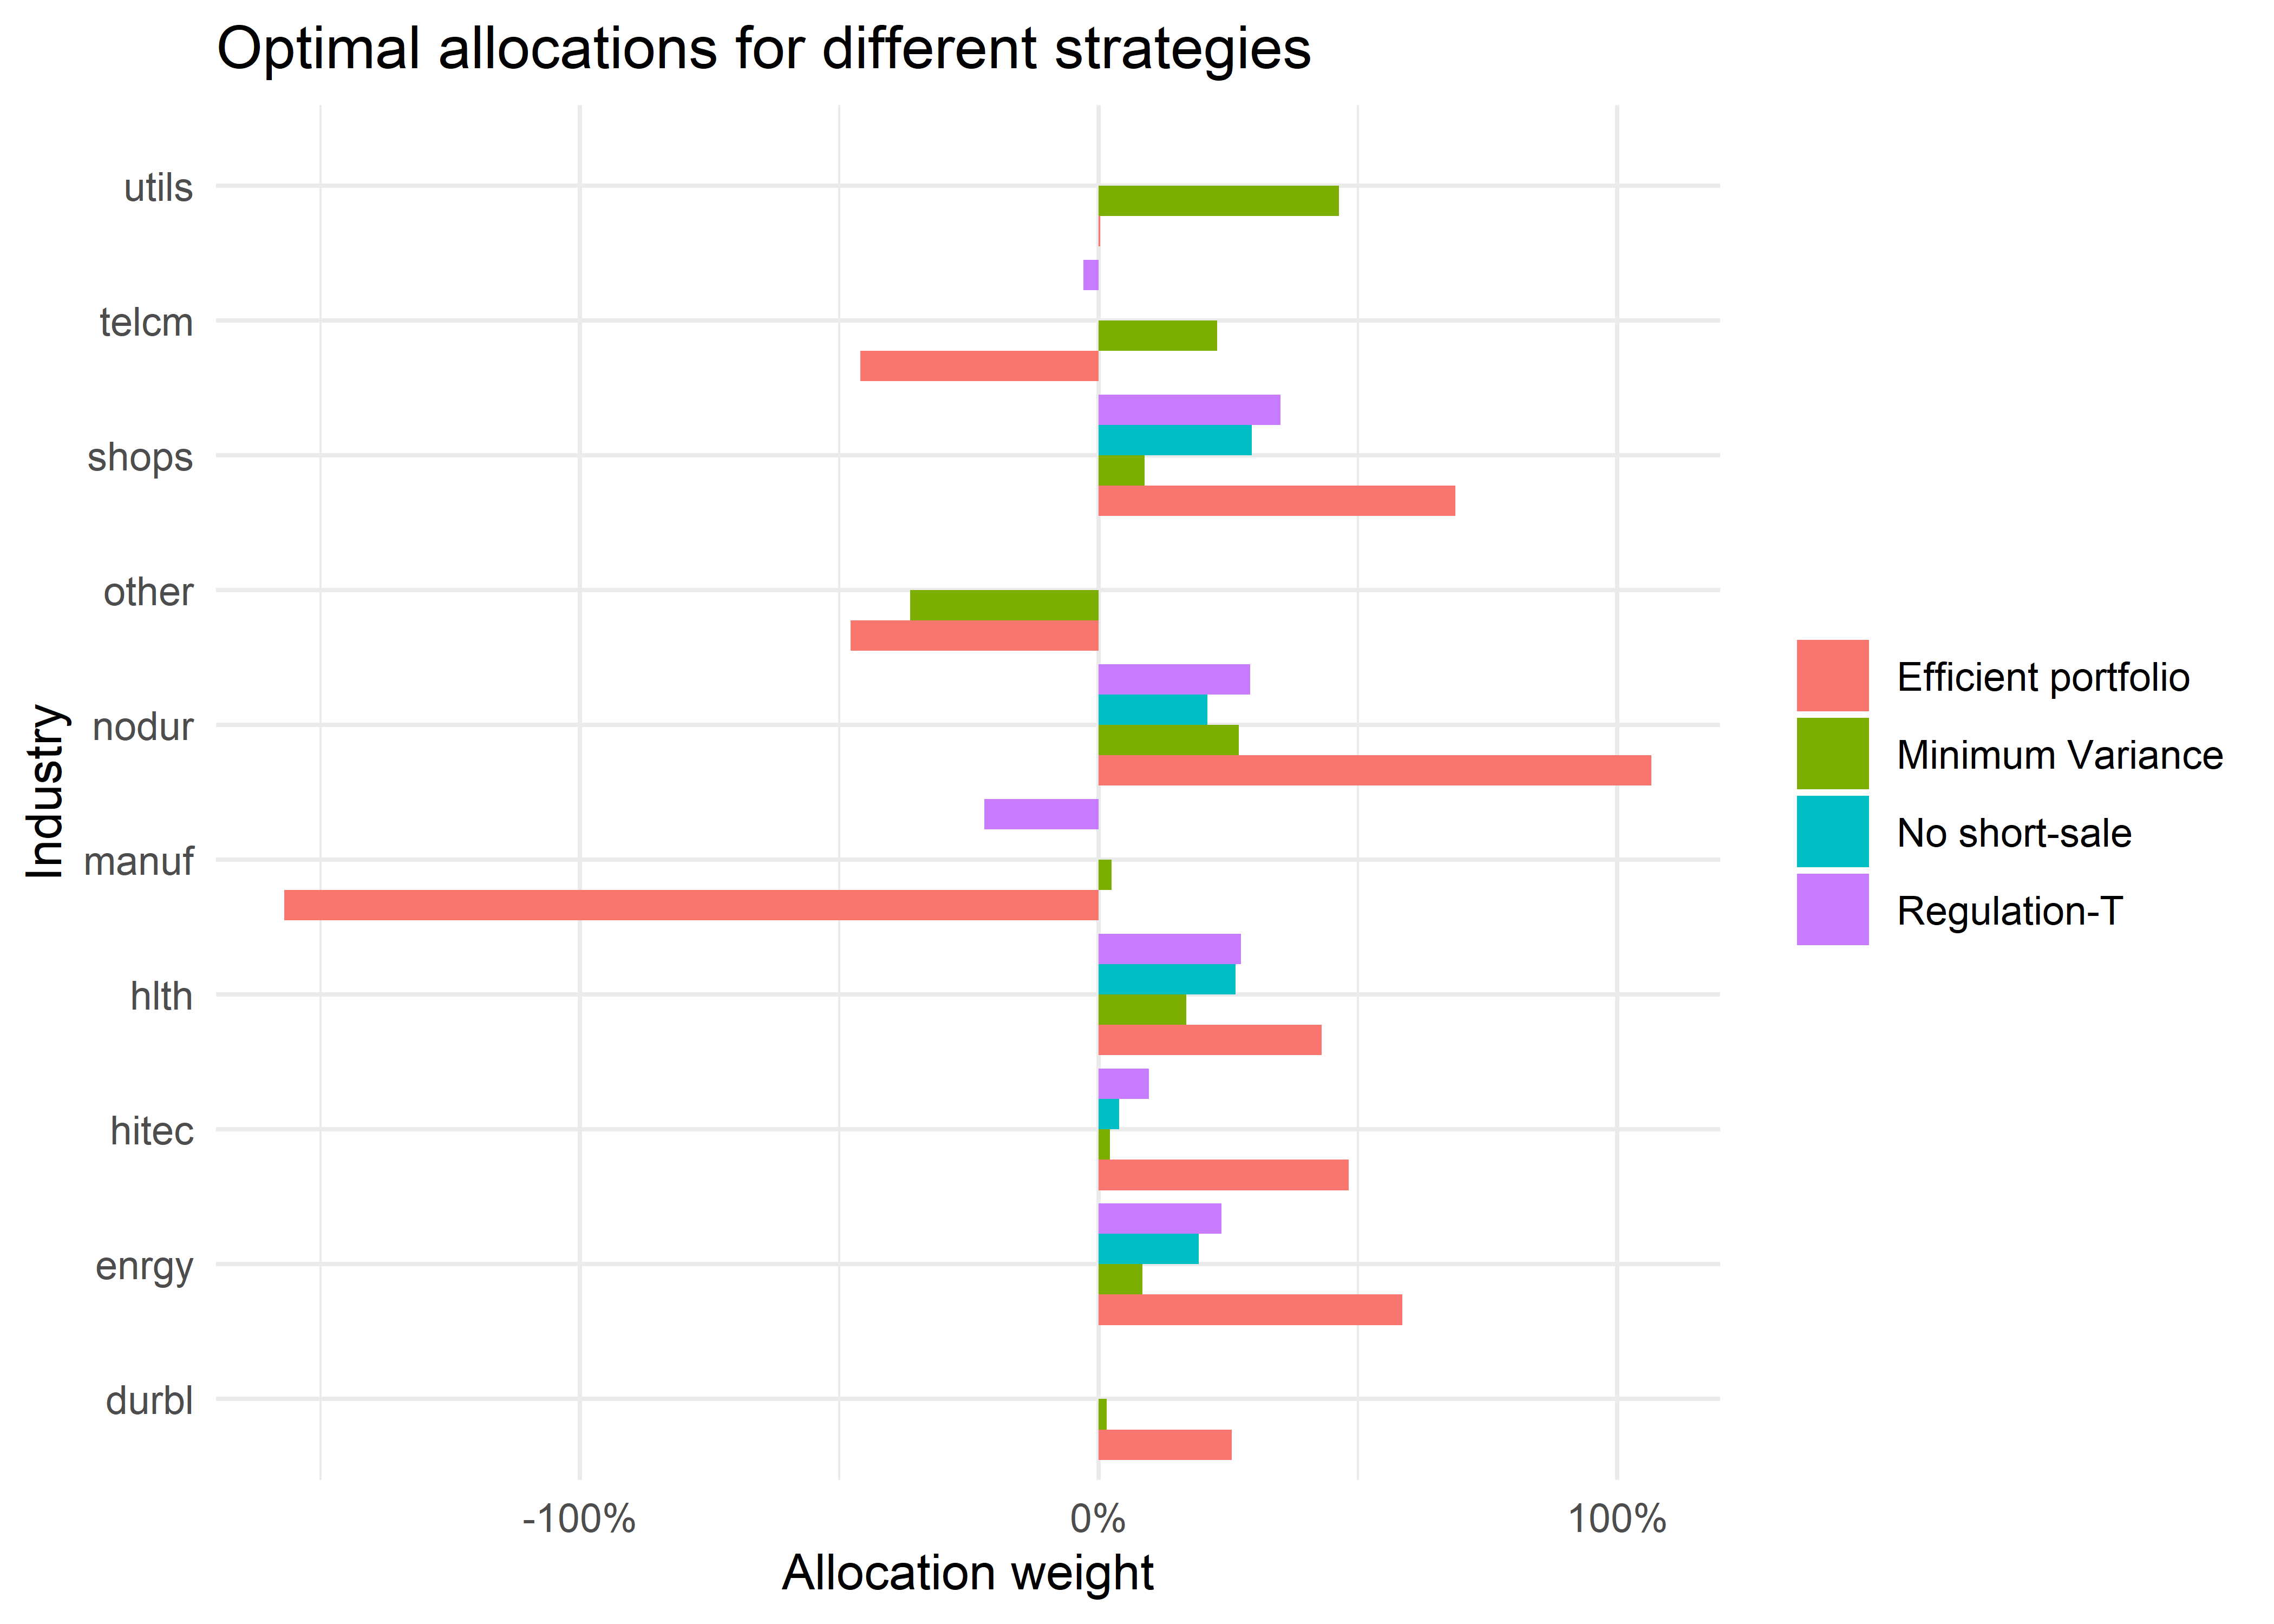 Optimal allocations for different strategies
Industry
utils
telcm
shops
other
nodur
manuf
hlth
hitec
enrgy
durbl
-100%
0%
100%
Allocation weight
Efficient portfolio
Minimum Variance
No short-sale
Regulation-T